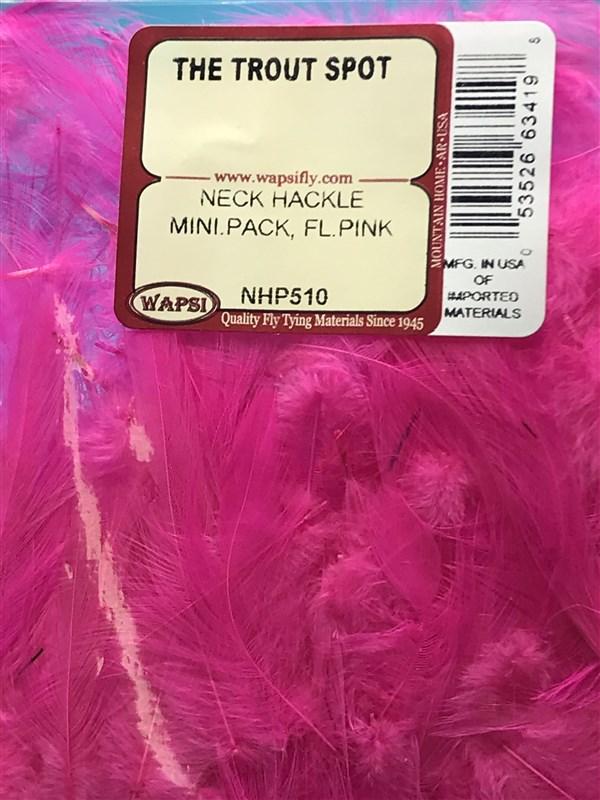 THE TROUT SPOT
www.wapsifly.com
NECK HACKLE
MINI.PACK, FL.PINK
NHP510
WAPSI
Quality Fly Tying Materials Since 1945
MOUNTAIN HOME·AR·USA
0 53526 63419 5
MFG. IN USA
OF
IMPORTED
MATERIALS